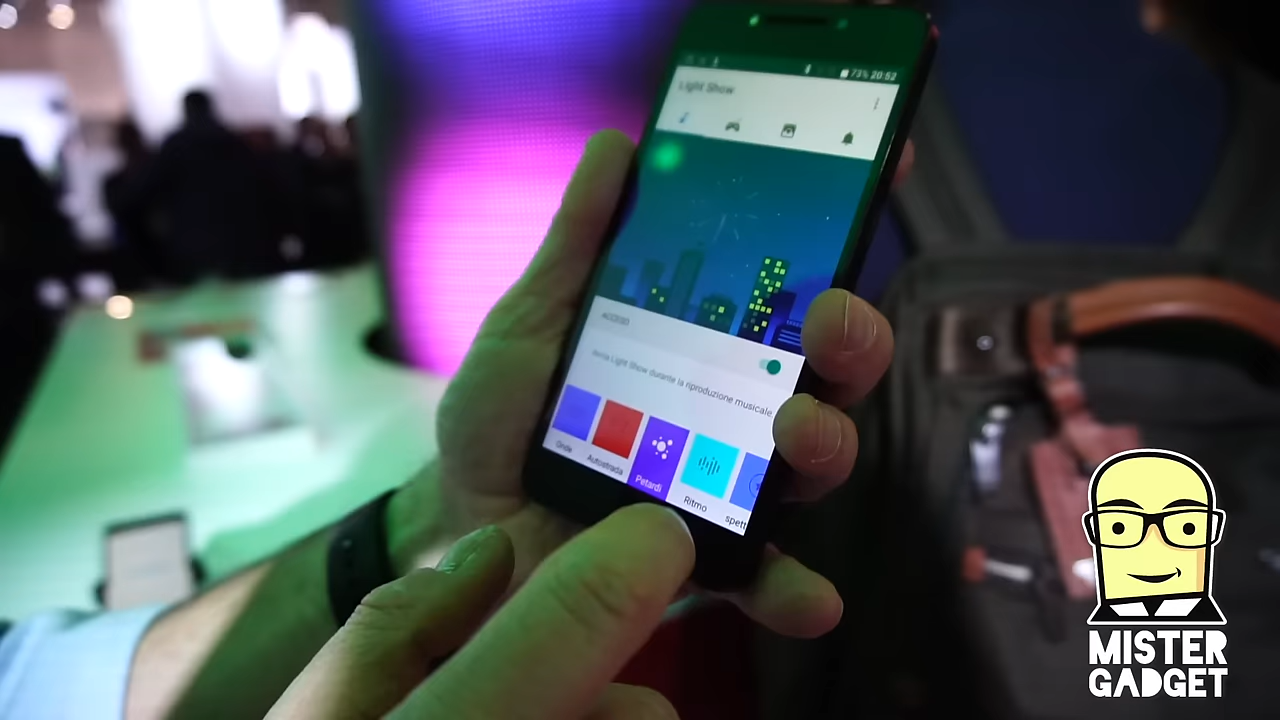 73% 20:52
Light Show
ACCESO
Avvia Light Show durante la riproduzione musicale
Onde
Autostrada
Petardi
Ritmo
spett
MISTER
GADGET